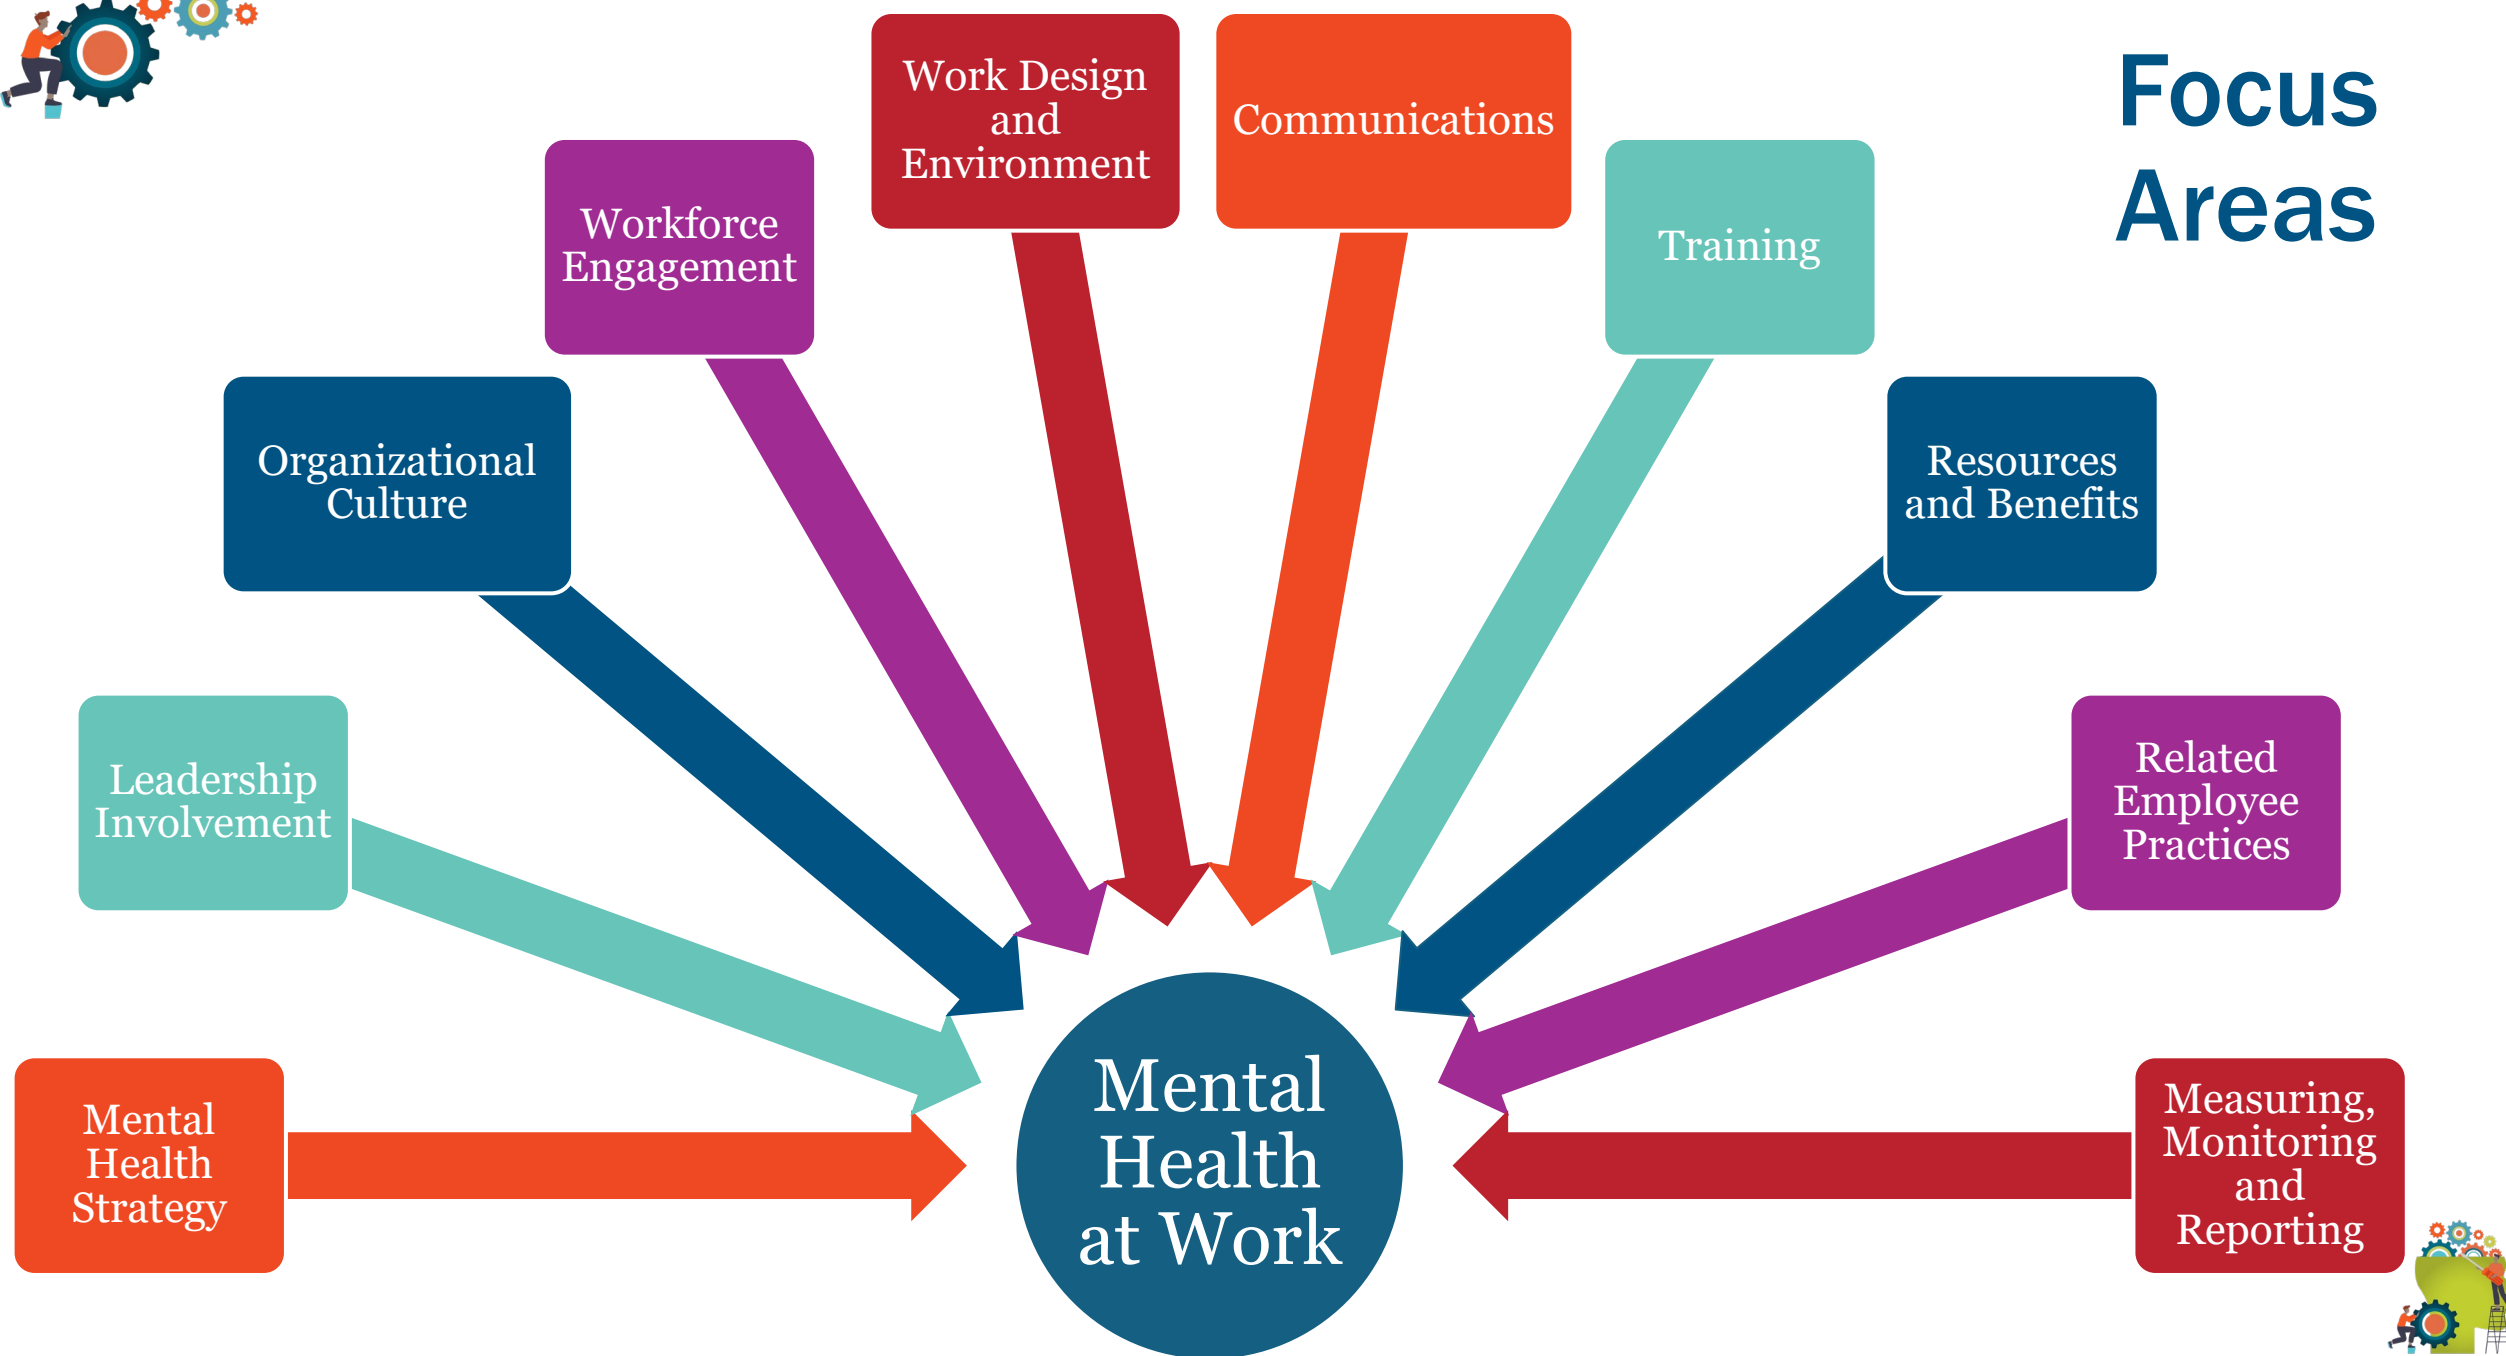 Focus
Areas
Work Design
and
Environment
Communications
Workforce
Engagement
Training
Organizational
Culture
Resources
and Benefits
Leadership
Involvement
Related
Employee
Practices
Mental
Health
Strategy
Mental
Health
at Work
Measuring,
Monitoring
and
Reporting